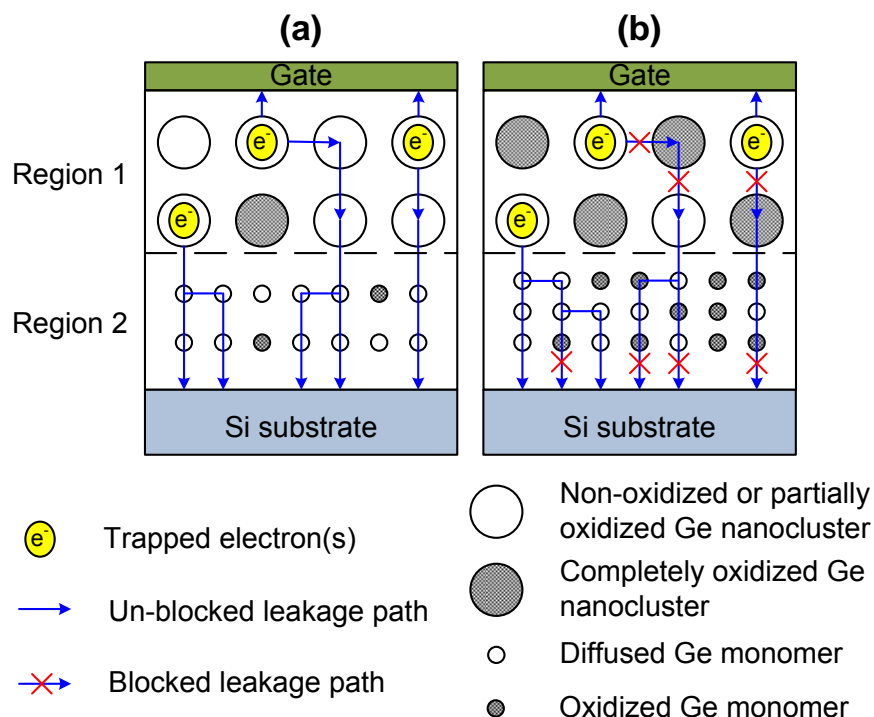 (a)
(b)
Gate
Gate
Region 1
e-
e-
e-
e-
e-
e-
Region 2
Si substrate
Si substrate
e-
Trapped electron(s)
Un-blocked leakage path
Blocked leakage path
Non-oxidized or partially
oxidized Ge nanocluster
Completely oxidized Ge
nanocluster
Diffused Ge monomer
Oxidized Ge monomer